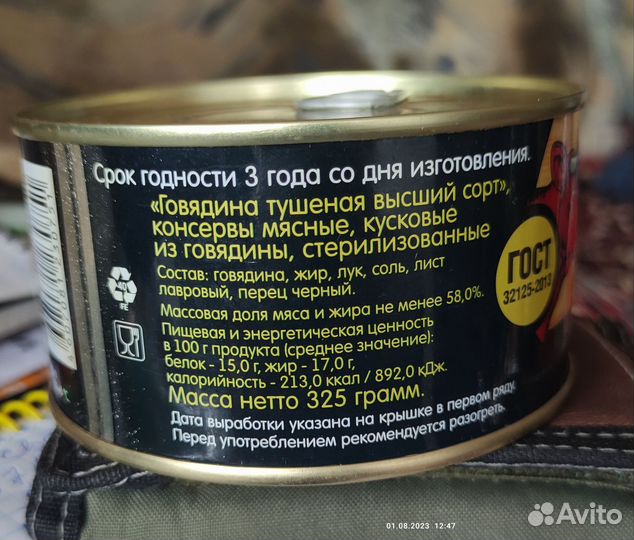 Срок годности 3 года со дня изготовления.
«Говядина тушеная высший сорт»,
консервы мясные, кусковые
из говядины, стерилизованные
Состав: говядина, жир, лук, соль, лист
лавровый, перец черный.
Массовая доля мяса и жира не менее 58,0%.
Пищевая и энергетическая ценность
в 100 г продукта (среднее значение):
белок - 15,0 г, жир - 17,0 г,
калорийность - 213,0 ккал / 892,0 кДж.
Масса нетто 325 грамм.
Дата выработки указана на крышке в первом ряду.
Перед употреблением рекомендуется разогреть.
ГОСТ
32125-2013
40
FE
01.08.2023 12:47
Avito